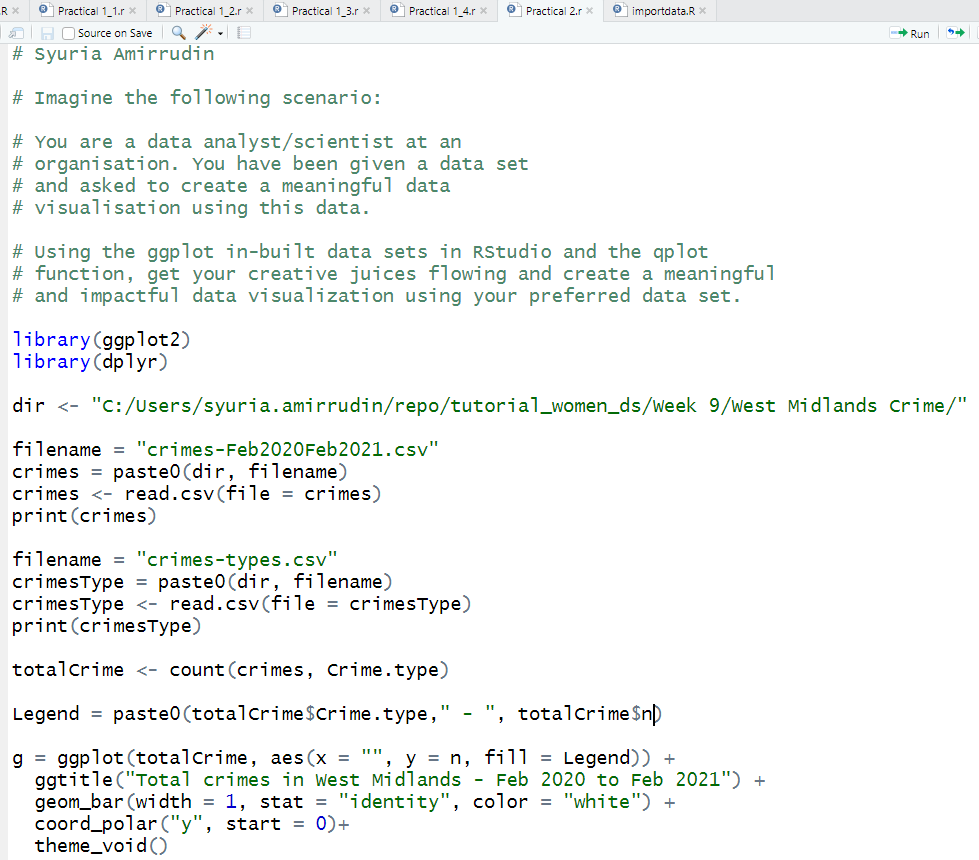 .R
Practical 1_1.r
Practical 1_2.r
Practical 1_3.r
Practical 1_4.r
Practical 2.r
importdata.R
Source on Save
Run
# Syuria Amirrudin
# Imagine the following scenario:
# You are a data analyst/scientist at an
# organisation. You have been given a data set
# and asked to create a meaningful data
# visualisation using this data.
# Using the ggplot in-built data sets in RStudio and the qplot
# function, get your creative juices flowing and create a meaningful
# and impactful data visualization using your preferred data set.
library(ggplot2)
library(dplyr)
dir <- "C:/Users/syuria.amirrudin/repo/tutorial_women_ds/Week 9/West Midlands Crime/"
filename = "crimes-Feb2020Feb2021.csv"
crimes = paste0(dir, filename)
crimes <- read.csv(file = crimes)
print(crimes)
filename = "crimes-types.csv"
crimesType = paste0(dir, filename)
crimesType <- read.csv(file = crimesType)
print(crimesType)
totalCrime <- count(crimes, Crime.type)
Legend = paste0(totalCrime$Crime.type," - ", totalCrime$n)
g = ggplot(totalCrime, aes(x = "", y = n, fill = Legend)) +
  ggtitle("Total crimes in West Midlands - Feb 2020 to Feb 2021") +
  geom_bar(width = 1, stat = "identity", color = "white") +
  coord_polar("y", start = 0)+
  theme_void()